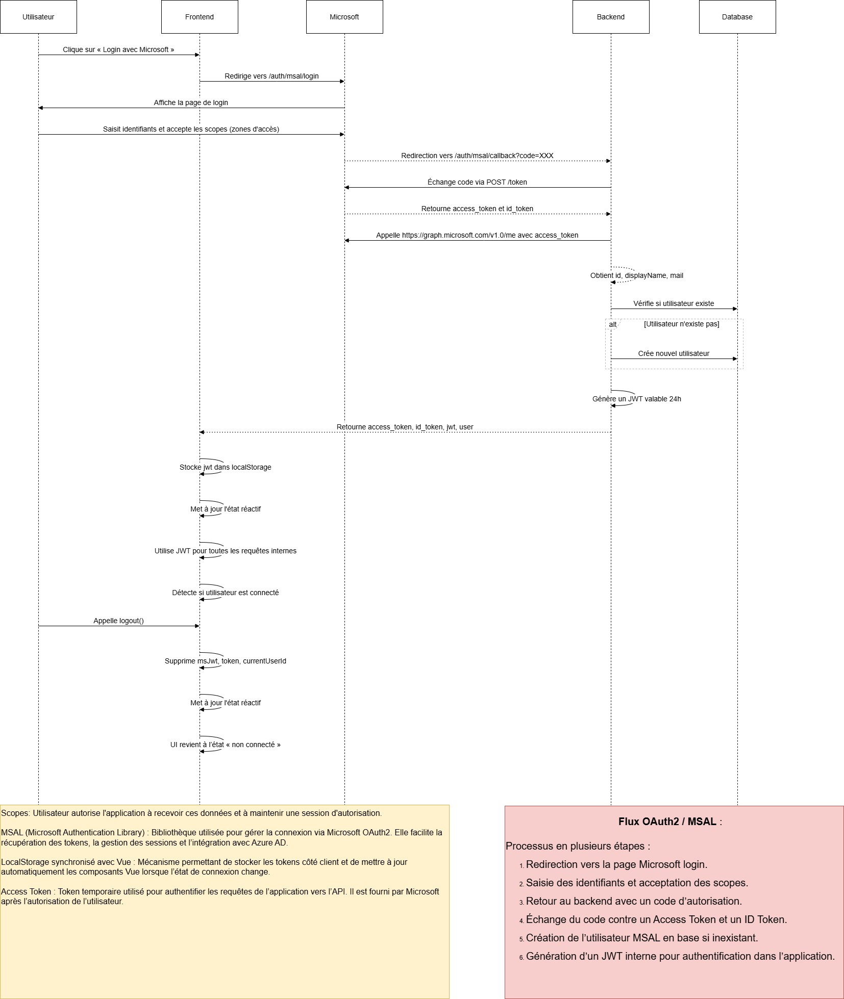 Utilisateur
Frontend
Microsoft
Backend
Database
Clique sur « Login avec Microsoft »
Redirige vers /auth/msal/login
Affiche la page de login
Saisit identifiants et accepte les scopes (zones d'accès)
Redirection vers /auth/msal/callback?code=XXX
Échange code via POST /token
Retourne access_token et id_token
Appelle https://graph.microsoft.com/v1.0/me avec access_token
Obtient id, displayName, mail
Vérifie si utilisateur existe
alt
[Utilisateur n'existe pas]
Crée nouvel utilisateur
Génère un JWT valable 24h
Retourne access_token, id_token, jwt, user
Stocke jwt dans localStorage
Met à jour l'état réactif
Utilise JWT pour toutes les requêtes internes
Détecte si utilisateur est connecté
Appelle logout()
Supprime msJwt, token, currentUserId
Met à jour l'état réactif
UI revient à l’état « non connecté »
Scopes: Utilisateur autorise l'application à recevoir ces données et à maintenir une session d'autorisation.
MSAL (Microsoft Authentication Library) : Bibliothèque utilisée pour gérer la connexion via Microsoft OAuth2. Elle facilite la
récupération des tokens, la gestion des sessions et l’intégration avec Azure AD.
LocalStorage synchronisé avec Vue : Mécanisme permettant de stocker les tokens côté client et de mettre à jour
automatiquement les composants Vue lorsque l’état de connexion change.
Access Token : Token temporaire utilisé pour authentifier les requêtes de l’application vers l’API. Il est fourni par Microsoft
après l’autorisation de l’utilisateur.
Flux OAuth2 / MSAL :
Processus en plusieurs étapes :
1. Redirection vers la page Microsoft login.
2. Saisie des identifiants et acceptation des scopes.
3. Retour au backend avec un code d’autorisation.
4. Échange du code contre un Access Token et un ID Token.
5. Création de l’utilisateur MSAL en base si inexistant.
6. Génération d’un JWT interne pour authentification dans l’application.